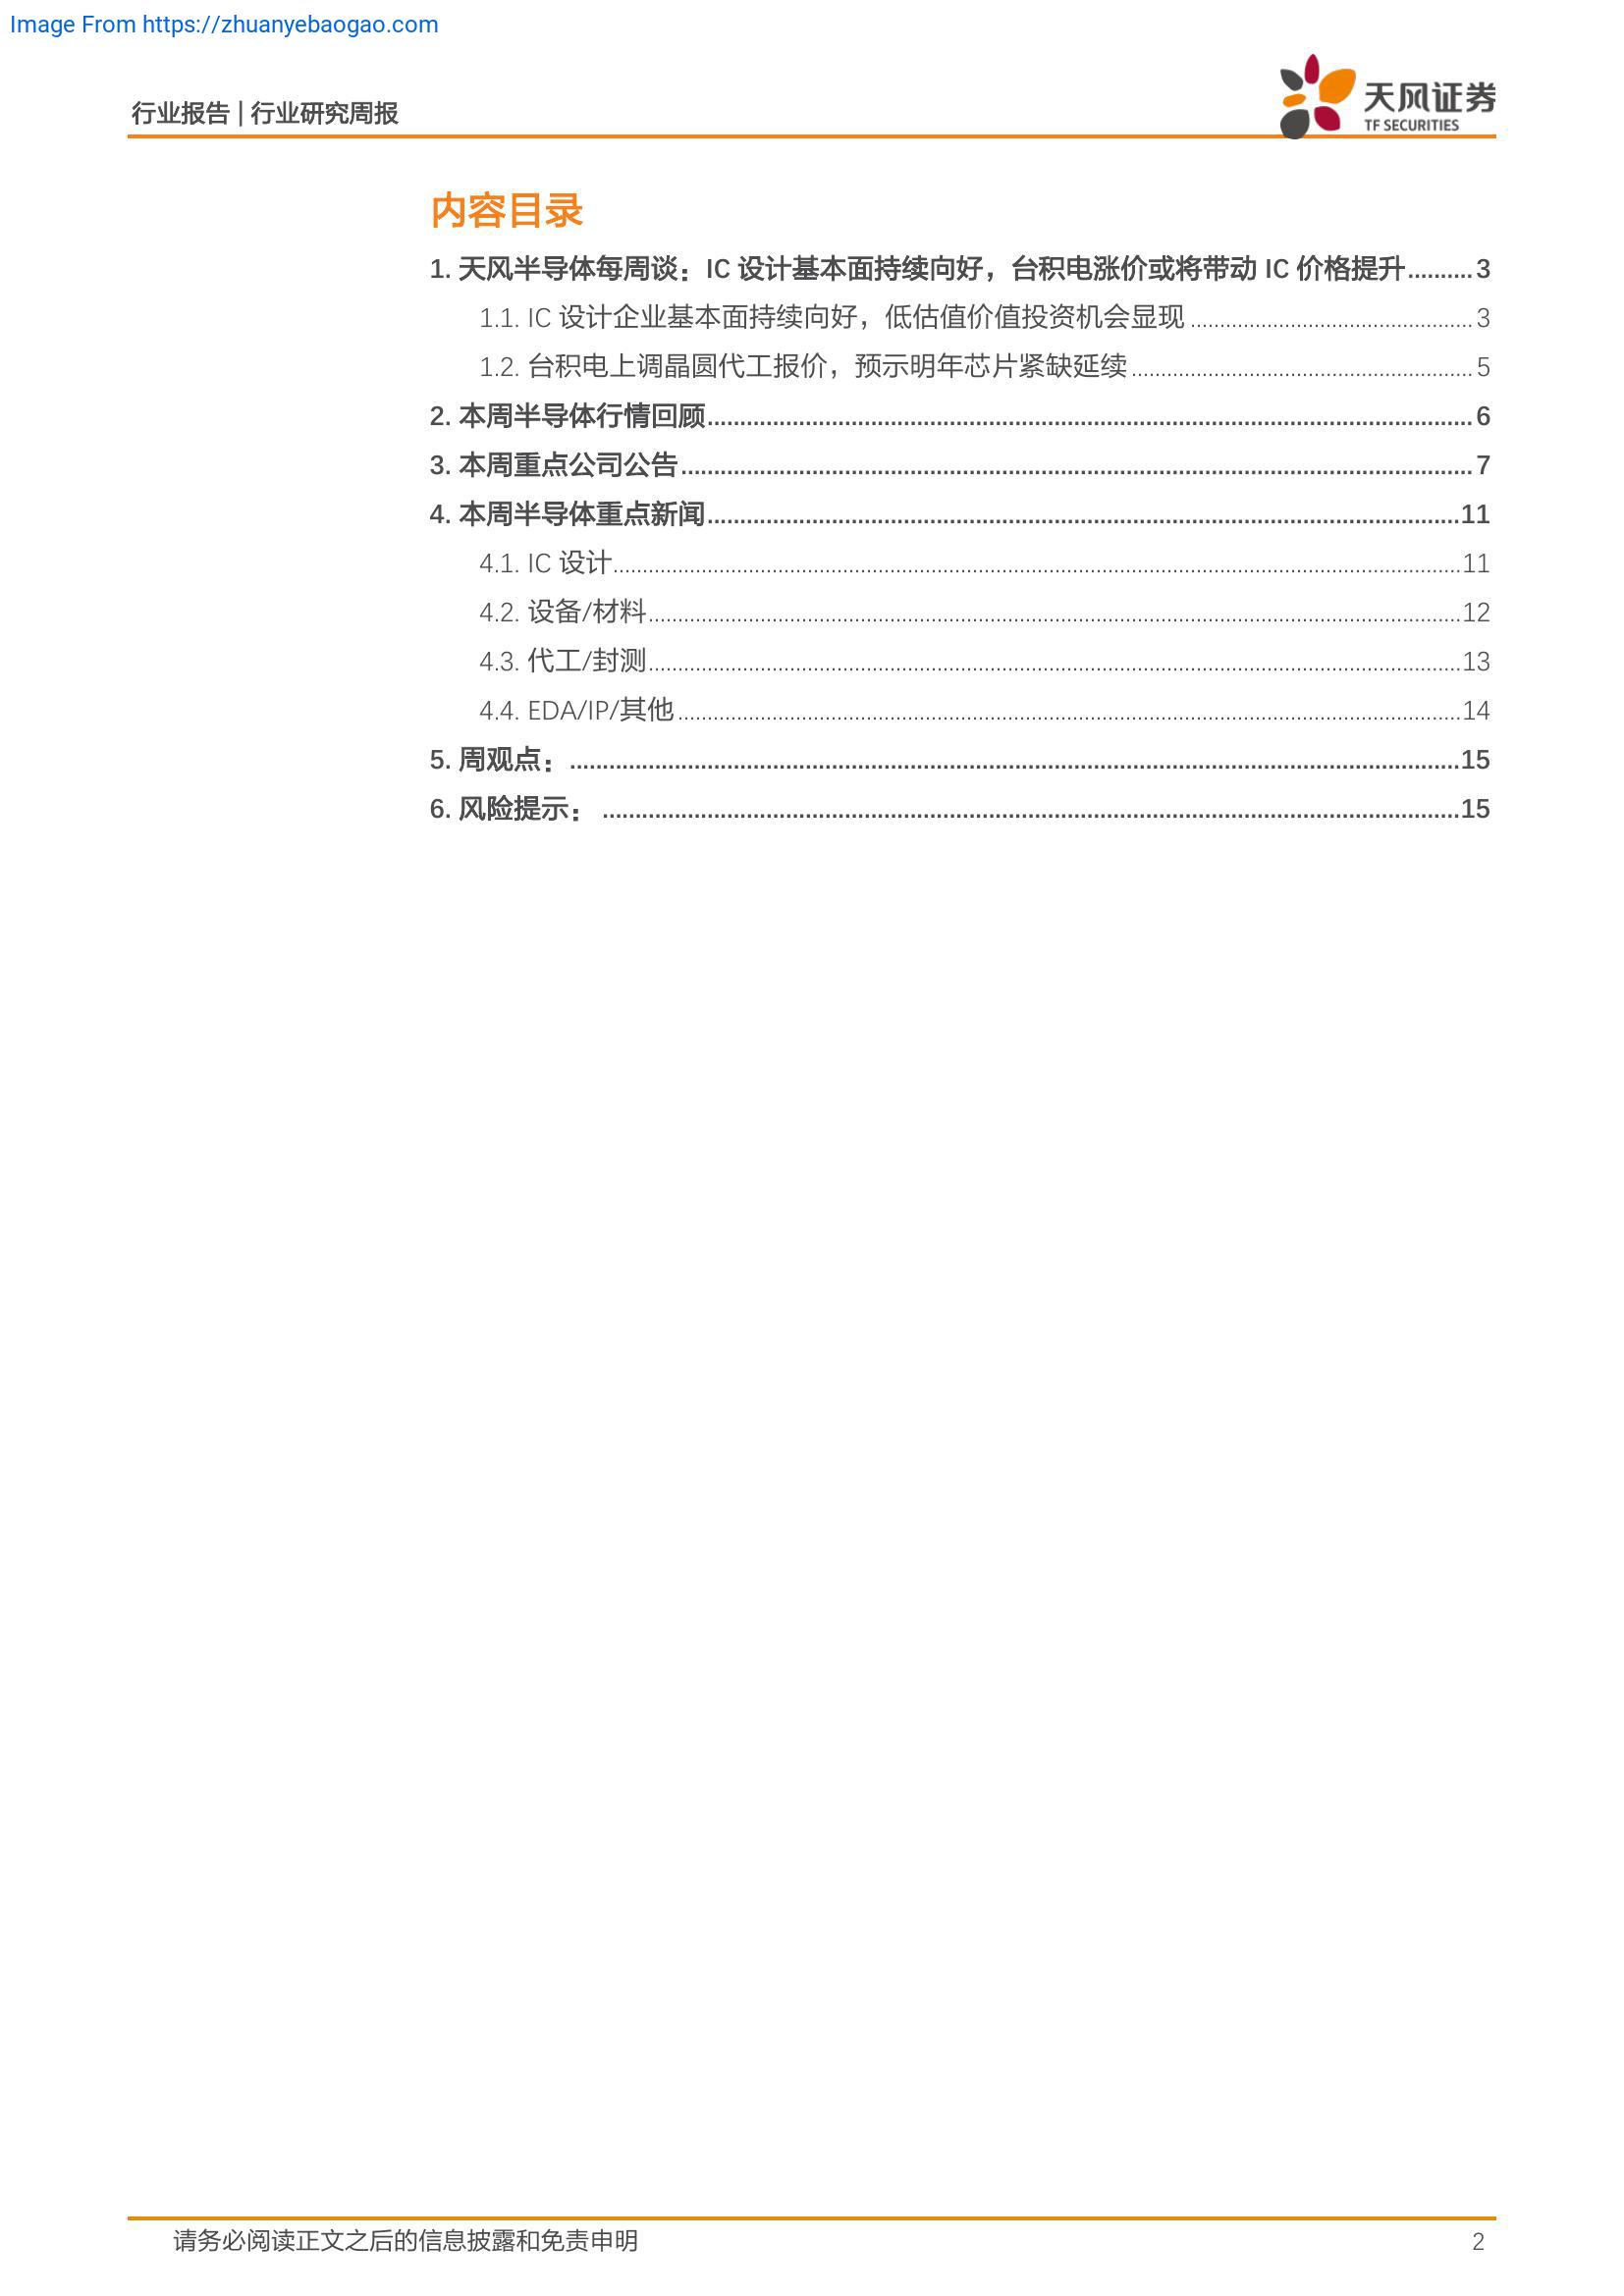 Image From https://zhuanyebaogao.com
行业报告 | 行业研究周报
天风证券
TF SECURITIES
内容目录
1. 天风半导体每周谈：IC 设计基本面持续向好，台积电涨价或将带动 IC 价格提升..........3
1.1. IC 设计企业基本面持续向好，低估值价值投资机会显现................................................3
1.2. 台积电上调晶圆代工报价，预示明年芯片紧缺延续..........................................................5
2. 本周半导体行情回顾.....................................................................................................................6
3. 本周重点公司公告.........................................................................................................................7
4. 本周半导体重点新闻...................................................................................................................11
4.1. IC 设计................................................................................................................................................11
4.2. 设备/材料..........................................................................................................................................12
4.3. 代工/封测..........................................................................................................................................13
4.4. EDA/IP/其他.....................................................................................................................................14
5. 周观点：........................................................................................................................................15
6. 风险提示：...................................................................................................................................15
请务必阅读正文之后的信息披露和免责申明
2